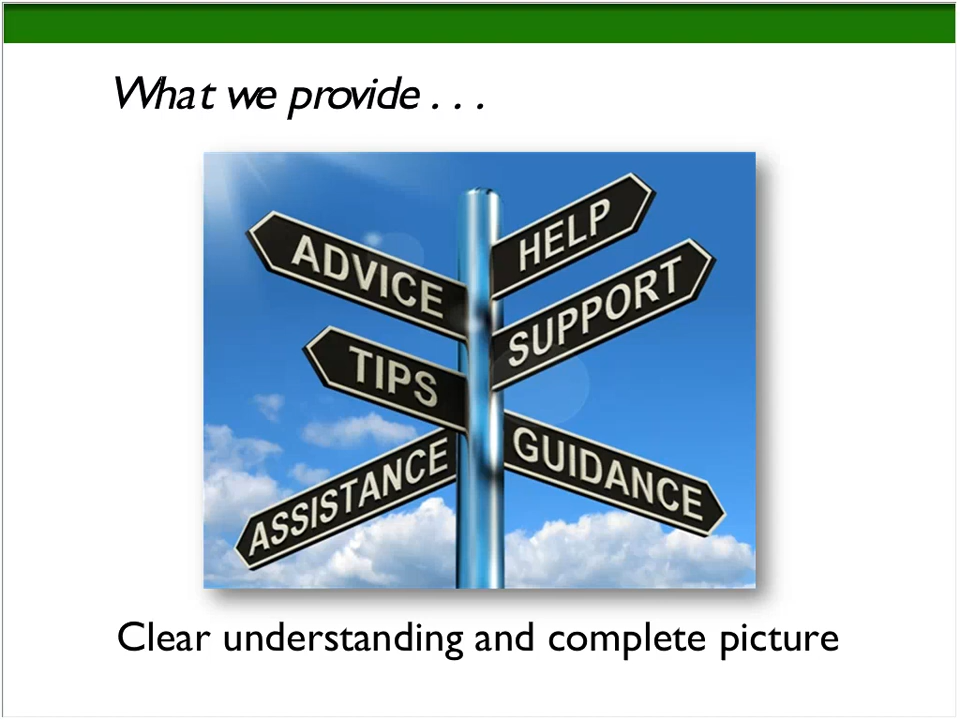 What we provide . . .
ADVICE
HELP
SUPPORT
TIPS
GUIDANCE
ASSISTANCE
Clear understanding and complete picture